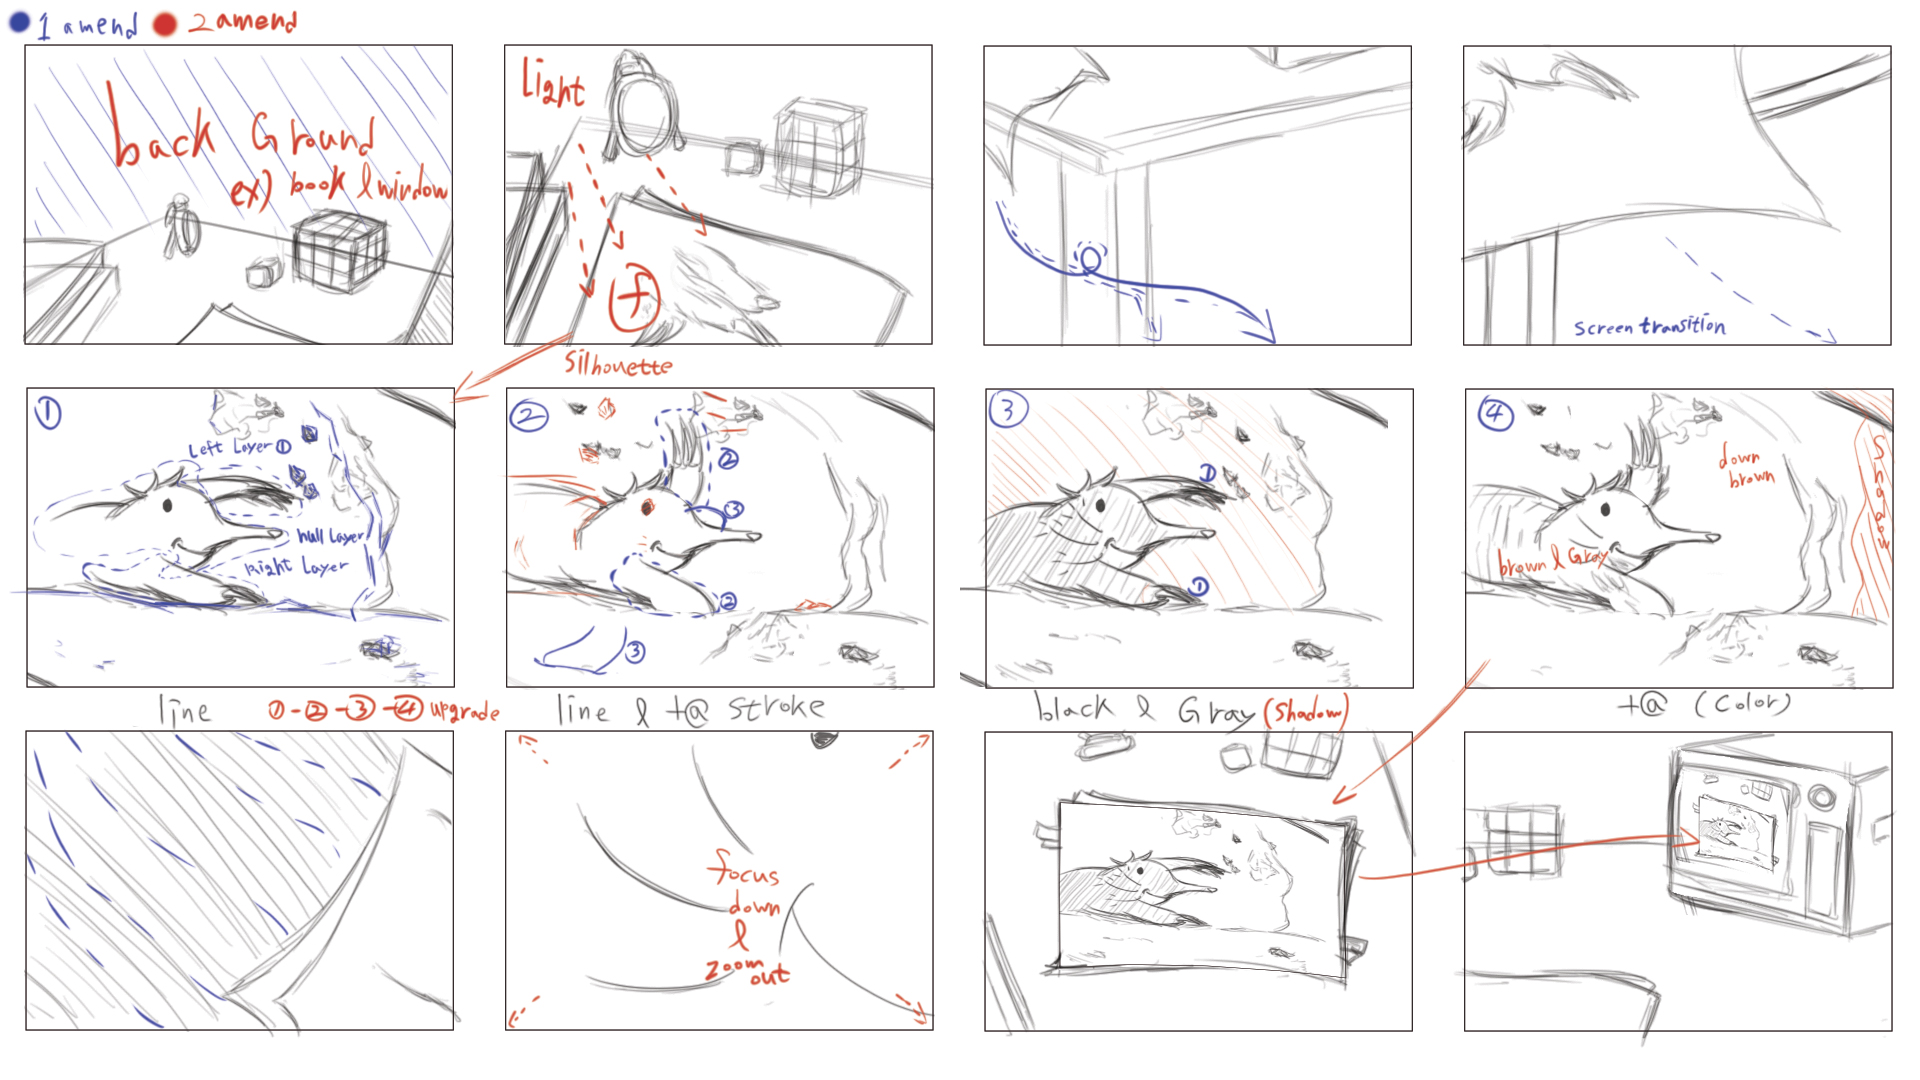 1 amend 2 amend
back Ground
ex) book & window
light
f
Silhouette
Screen transition
①
Left Layer ①
null Layer
Right Layer
②
②
③
②
③
③
①
①
④
down
brown
brown & Gray
Shadow
line ①-②-③-④ upgrade
line & +@ stroke
black & Gray (Shadow)
+@ (Color)
focus
down
&
zoom
out